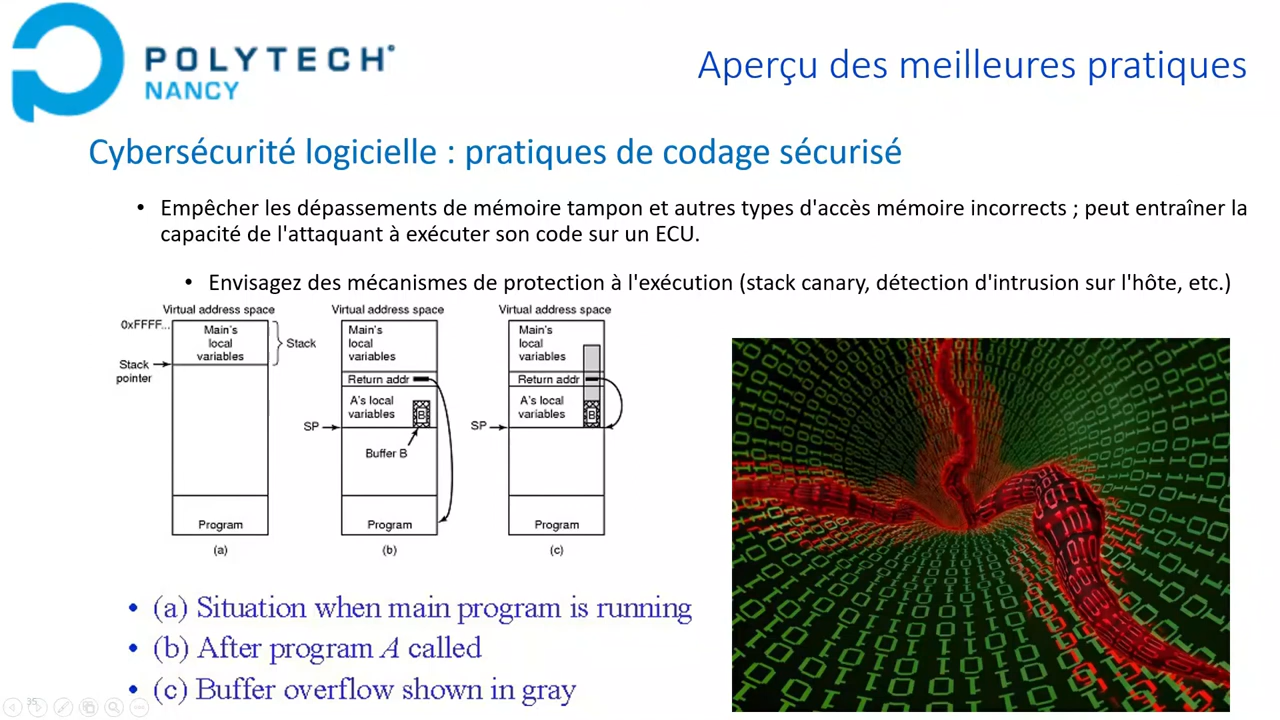 POLYTECH
NANCY
Aperçu des meilleures pratiques
Cybersécurité logicielle : pratiques de codage sécurisé
• Empêcher les dépassements de mémoire tampon et autres types d'accès mémoire incorrects ; peut entraîner la
capacité de l'attaquant à exécuter son code sur un ECU.
• Envisagez des mécanismes de protection à l'exécution (stack canary, détection d'intrusion sur l'hôte, etc.)
Virtual address space
0xFFFF...
Main's
local
variables
Stack
Stack
pointer
Program
(a)
Virtual address space
Main's
local
variables
Return addr
A's local
variables
B
SP
Buffer B
Program
(b)
Virtual address space
Main's
local
variables
Return addr
A's local
variables
B
SP
Program
(c)
• (a) Situation when main program is running
• (b) After program A called
• (c) Buffer overflow shown in gray
35